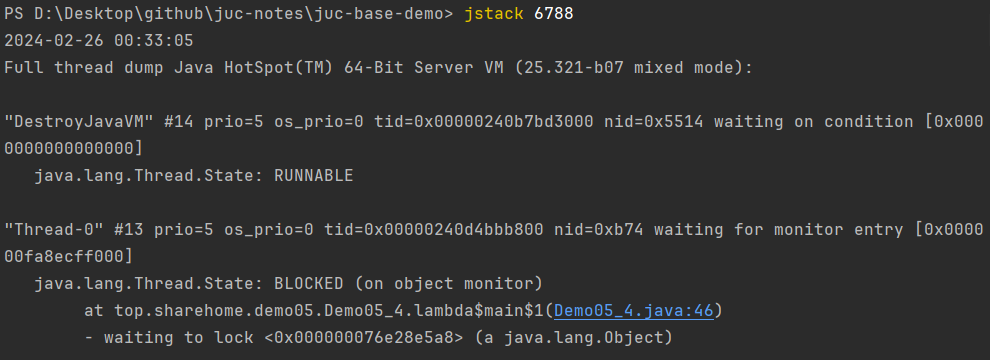 PS D:\Desktop\github\juc-notes\juc-base-demo> jstack 6788
2024-02-26 00:33:05
Full thread dump Java HotSpot(TM) 64-Bit Server VM (25.321-b07 mixed mode):
"DestroyJavaVM" #14 prio=5 os_prio=0 tid=0x00000240b7bd3000 nid=0x5514 waiting on condition [0x000
0000000000000]
java.lang.Thread.State: RUNNABLE
"Thread-0" #13 prio=5 os_prio=0 tid=0x00000240d4bbb800 nid=0xb74 waiting for monitor entry [0x0000
00fa8ecff000]
java.lang.Thread.State: BLOCKED (on object monitor)
at top.sharehome.demo05.Demo05_4.lambda$main$1(Demo05_4.java:46)
- waiting to lock <0x000000076e28e5a8> (a java.lang.Object)